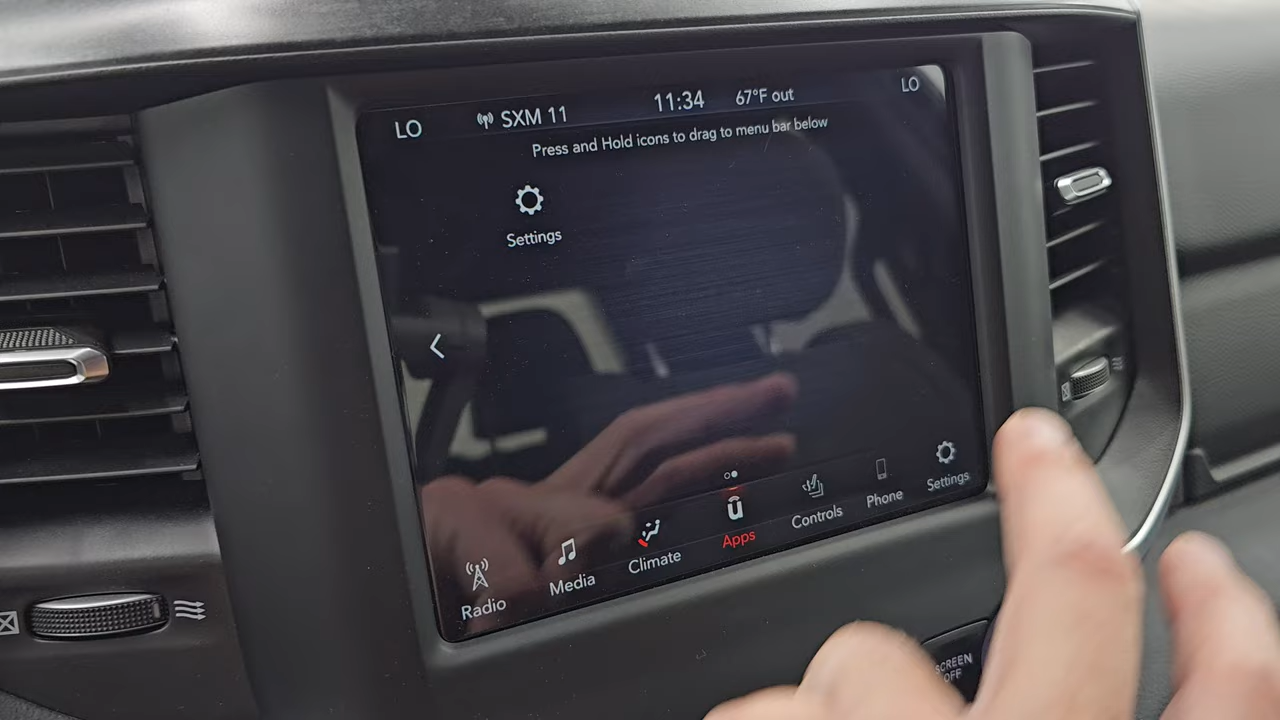 LO SXM 11 11:34 67°F out LO
Press and Hold icons to drag to menu bar below
Settings
Radio Media Climate Apps Controls Phone Settings
SCREEN
OFF